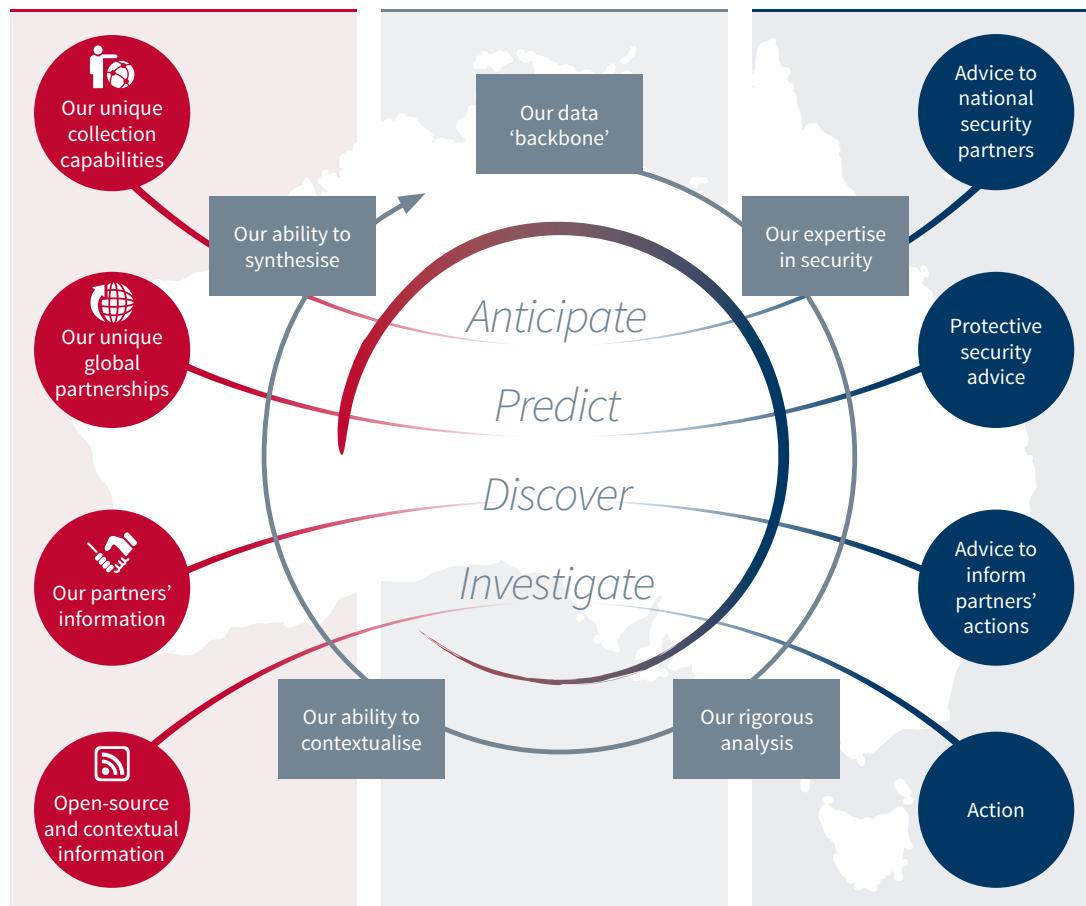 Our unique
collection
capabilities
Our unique
global
partnerships
Our partners’
information
Open-source
and contextual
information
Our data
‘backbone’
Our ability to
synthesise
Our expertise
in security
Anticipate
Predict
Discover
Investigate
Our ability to
contextualise
Our rigorous
analysis
Advice to
national
security
partners
Protective
security
advice
Advice to
inform
partners’
actions
Action